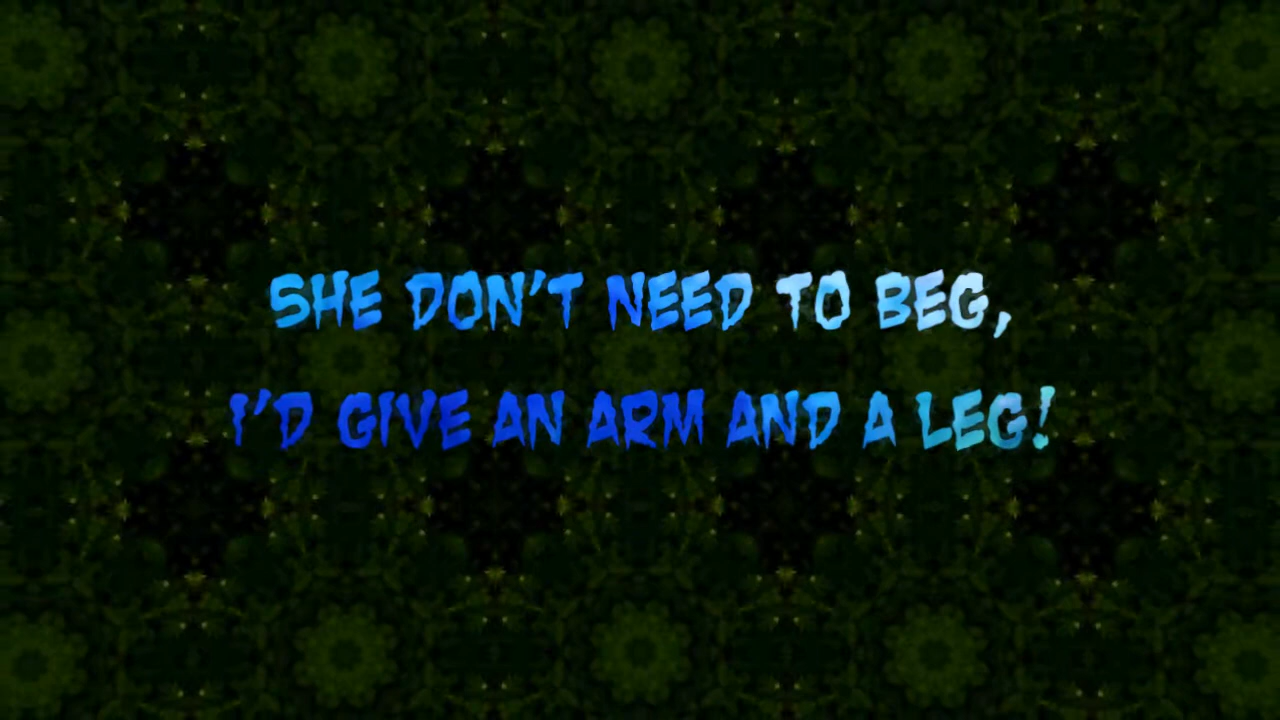 SHE DON'T NEED TO BEG,
I'D GIVE AN ARM AND A LEG!